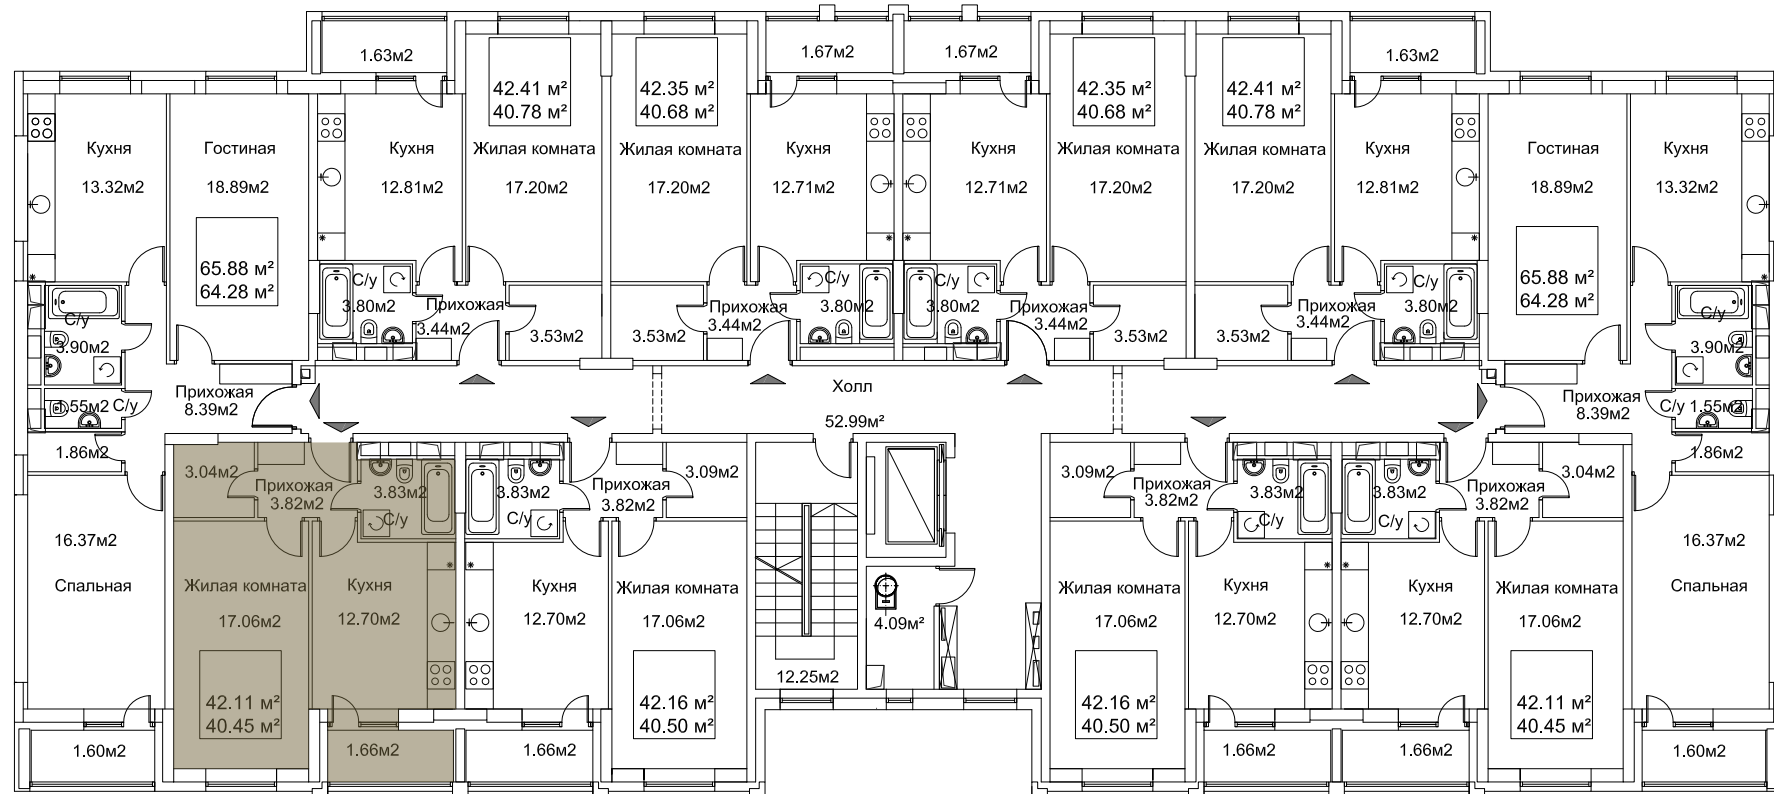 1.63м2
1.67м2
1.67м2
1.63м2
42.41 м²
40.78 м²
42.35 м²
40.68 м²
42.35 м²
40.68 м²
42.41 м²
40.78 м²
Кухня
13.32м2
Гостиная
18.89м2
Кухня
12.81м2
Жилая комната
17.20м2
Жилая комната
17.20м2
Кухня
12.71м2
Кухня
12.71м2
Жилая комната
17.20м2
Жилая комната
17.20м2
Кухня
12.81м2
Гостиная
18.89м2
Кухня
13.32м2
65.88 м²
64.28 м²
65.88 м²
64.28 м²
С/у
3.80м2
Прихожая
3.44м2
3.53м2
3.53м2
Прихожая
3.44м2
С/у
3.80м2
С/у
3.80м2
Прихожая
3.44м2
3.53м2
3.53м2
Прихожая
3.44м2
С/у
3.80м2
С/у
3.90м2
С/у
3.90м2
Прихожая
8.39м2
.55м2
С/у
1.86м2
Холл
52.99м2
Прихожая
8.39м2
С/у
1.55м2
1.86м2
3.04м2
Прихожая
3.82м2
3.83м2
С/у
3.83м2
С/у
Прихожая
3.82м2
3.09м2
3.09м2
Прихожая
3.82м2
3.83м2
С/у
3.83м2
С/у
Прихожая
3.82м2
3.04м2
16.37м2
Спальная
Жилая комната
17.06м2
Кухня
12.70м2
Кухня
12.70м2
Жилая комната
17.06м2
4.09м²
12.25м2
Жилая комната
17.06м2
Кухня
12.70м2
Кухня
12.70м2
Жилая комната
17.06м2
16.37м2
Спальная
42.11 м²
40.45 м²
42.16 м²
40.50 м²
42.16 м²
40.50 м²
42.11 м²
40.45 м²
1.60м2
1.66м2
1.66м2
1.66м2
1.66м2
1.60м2